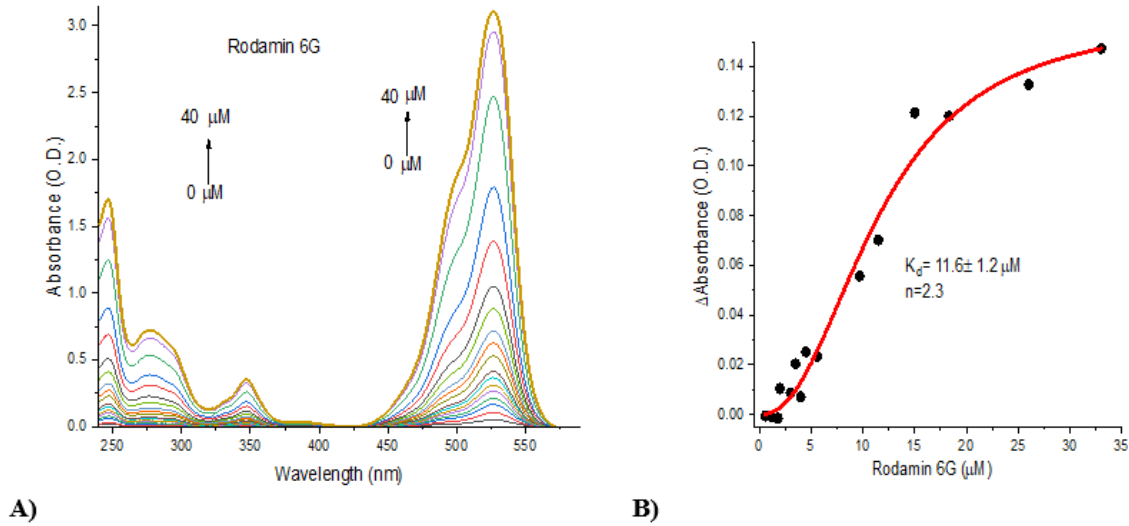 Rodamin 6G
40 μM
0 μM
40 μM
0 μM
3.0
2.5
2.0
1.5
1.0
0.5
0.0
250
300
350
400
450
500
550
Absorbance (O.D.)
Wavelength (nm)
A)
0.14
0.12
0.10
0.08
0.06
0.04
0.02
0.00
0
5
10
15
20
25
30
35
ΔAbsorbance (O.D.)
K_d= 11.6± 1.2 μM
n=2.3
Rodamin 6G (μM)
B)